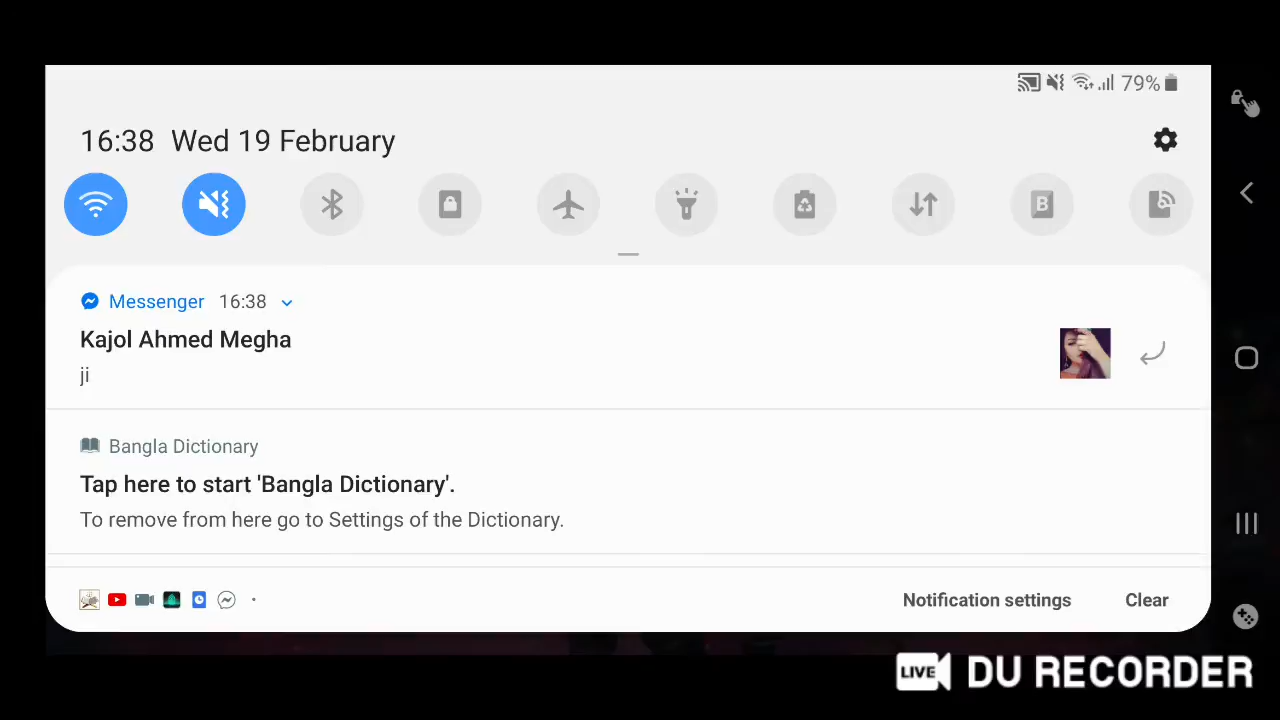 79%
16:38 Wed 19 February
B
Messenger 16:38
Kajol Ahmed Megha
ji
Bangla Dictionary
Tap here to start 'Bangla Dictionary'.
To remove from here go to Settings of the Dictionary.
Notification settings Clear
LIVE DU RECORDER